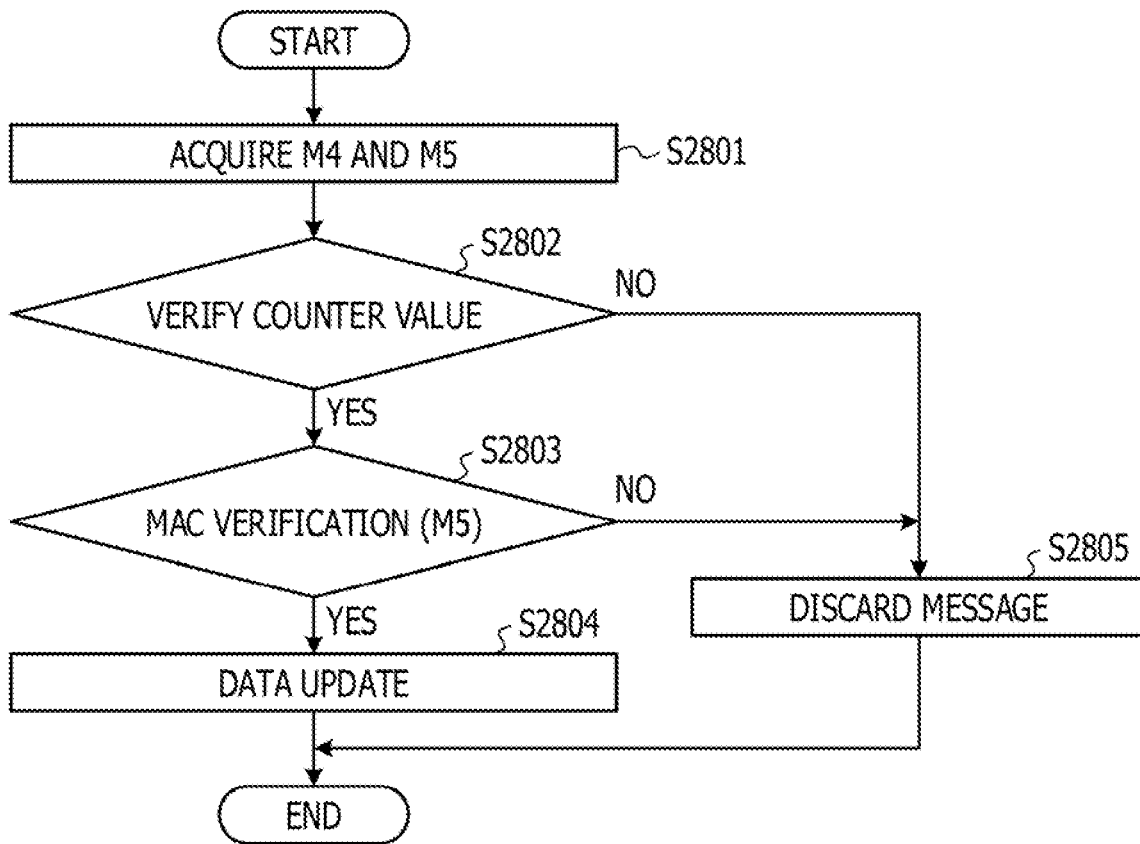 START
ACQUIRE M4 AND M5
S2801
S2802
VERIFY COUNTER VALUE
NO
YES
S2803
MAC VERIFICATION (M5)
NO
S2805
DISCARD MESSAGE
YES
S2804
DATA UPDATE
END